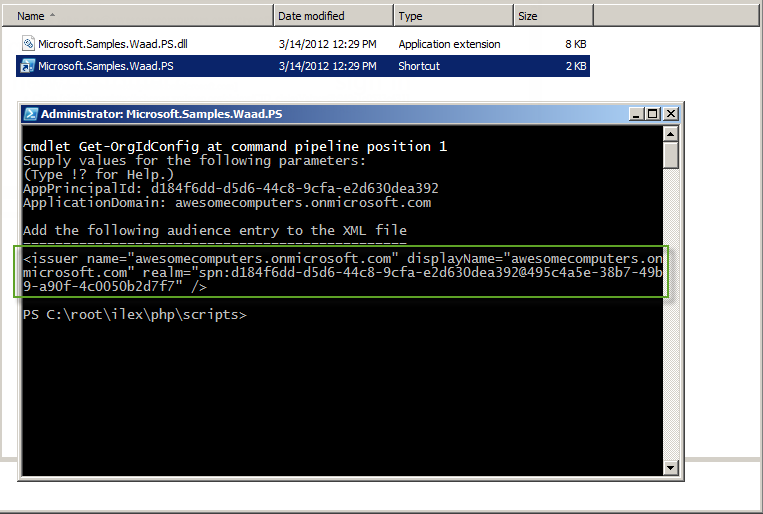 Name Date modified Type Size
Microsoft.Samples.Waad.PS.dll 3/14/2012 12:29 PM Application extension 8 KB
Microsoft.Samples.Waad.PS 3/14/2012 12:29 PM Shortcut 2 KB
Administrator: Microsoft.Samples.Waad.PS
cmdlet Get-OrgIdConfig at command pipeline position 1
Supply values for the following parameters:
(Type !? for Help.)
AppPrincipalId: d184f6dd-d5d6-44c8-9cfa-e2d630dea392
ApplicationDomain: awesomecomputers.onmicrosoft.com
Add the following audience entry to the XML file
================================================
<issuer name="awesomecomputers.onmicrosoft.com" displayName="awesomecomputers.on
microsoft.com" realm="spn:d184f6dd-d5d6-44c8-9cfa-e2d630dea392@495c4a5e-38b7-49b
9-a90f-4c0050b2d7f7" />
PS C:\root\ilex\php\scripts>